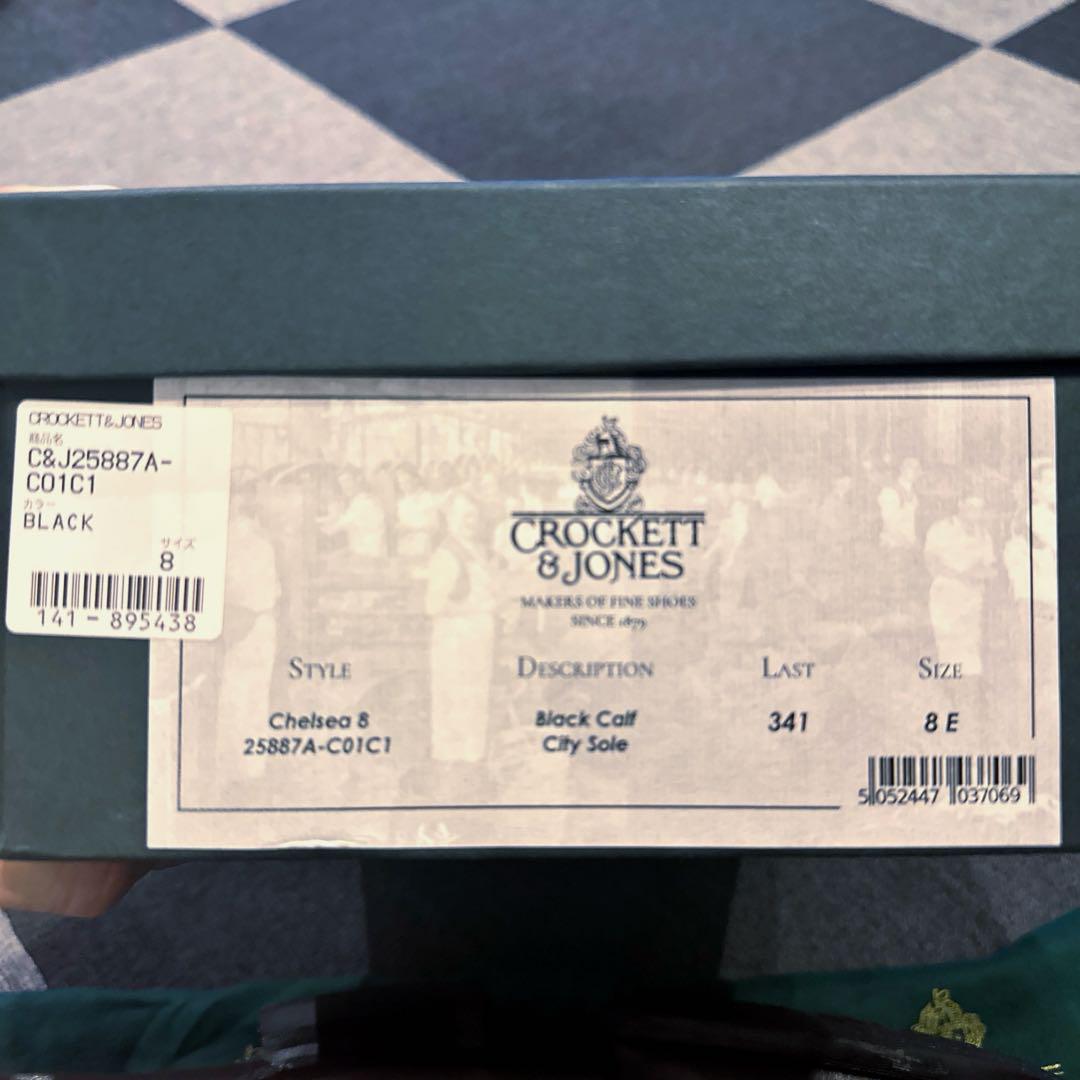 CROCKETT&JONES
商品名
C&J25887A-
C01C1
カラー
BLACK
サイズ
8
141-895438
CROCKETT
& JONES
MAKERS OF FINE SHOES
SINCE 1879
STYLE
DESCRIPTION
LAST
SIZE
Chelsea 8
25887A-C01C1
Black Calf
City Sole
341
8 E
5 052447 037069